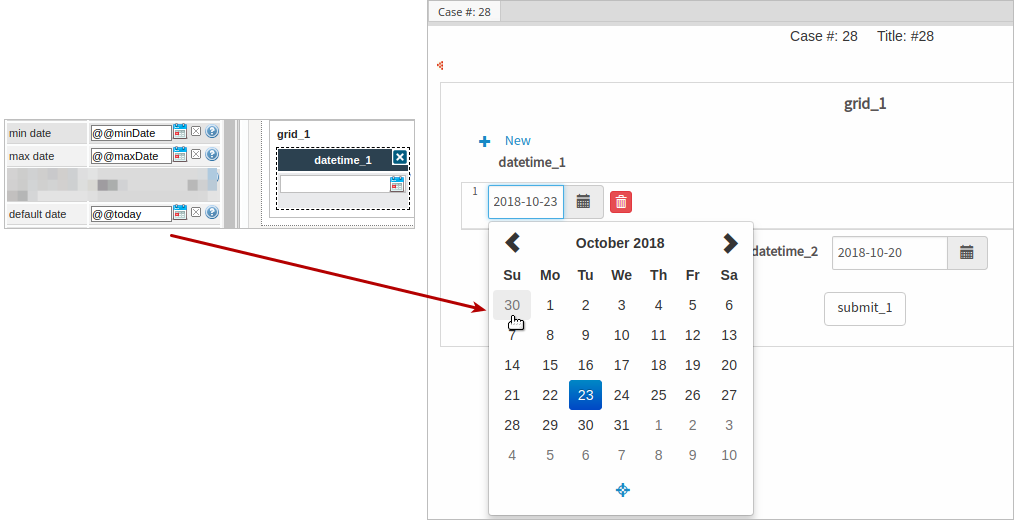 Case #: 28
Case #: 28 Title: #28
min date @@minDate
max date @@maxDate
default date @@today
grid_1
datetime_1
grid_1
New
datetime_1
1 2018-10-23
October 2018
Su Mo Tu We Th Fr Sa
30 1 2 3 4 5 6
7 8 9 10 11 12 13
14 15 16 17 18 19 20
21 22 23 24 25 26 27
28 29 30 31 1 2 3
4 5 6 7 8 9 10
datetime_2 2018-10-20
submit_1